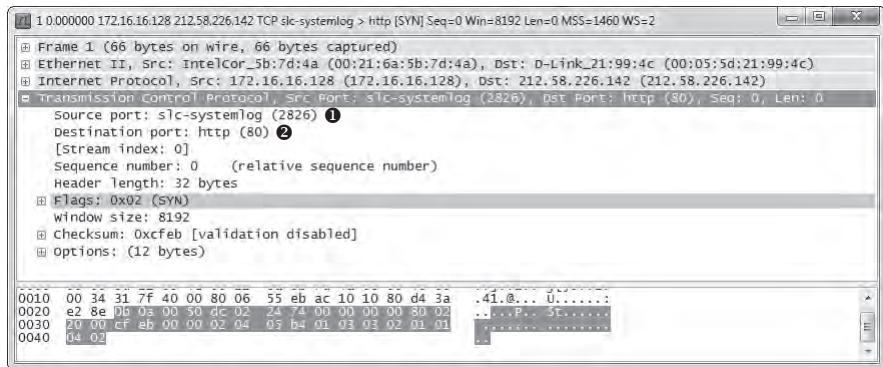 1 0.000000 172.16.16.128 212.58.226.142 TCP slc-systemlog > http [SYN] Seq=0 Win=8192 Len=0 MSS=1460 WS=2
Frame 1 (66 bytes on wire, 66 bytes captured)
Ethernet II, Src: IntelCor_5b:7d:4a (00:21:6a:5b:7d:4a), Dst: D-Link_21:99:4c (00:05:5d:21:99:4c)
Internet Protocol, Src: 172.16.16.128 (172.16.16.128), Dst: 212.58.226.142 (212.58.226.142)
Transmission Control Protocol, Src Port: slc-systemlog (2826), Dst Port: http (80), Seq: 0, Len: 0
Source port: slc-systemlog (2826) ❶
Destination port: http (80) ❷
[Stream index: 0]
Sequence number: 0 (relative sequence number)
Header length: 32 bytes
Flags: 0x02 (SYN)
Window size: 8192
Checksum: 0xcfeb [validation disabled]
Options: (12 bytes)
0010 00 34 31 7f 40 00 80 06 55 eb ac 10 10 80 d4 3a .41.@... U......:
0020 e2 8e 0b 0a 00 50 dc 02 24 74 00 00 00 00 80 02 .....P.. $t......
0030 20 00 cf eb 00 00 02 04 05 b4 01 03 03 02 01 01 ....... ........
0040 04 02 ..